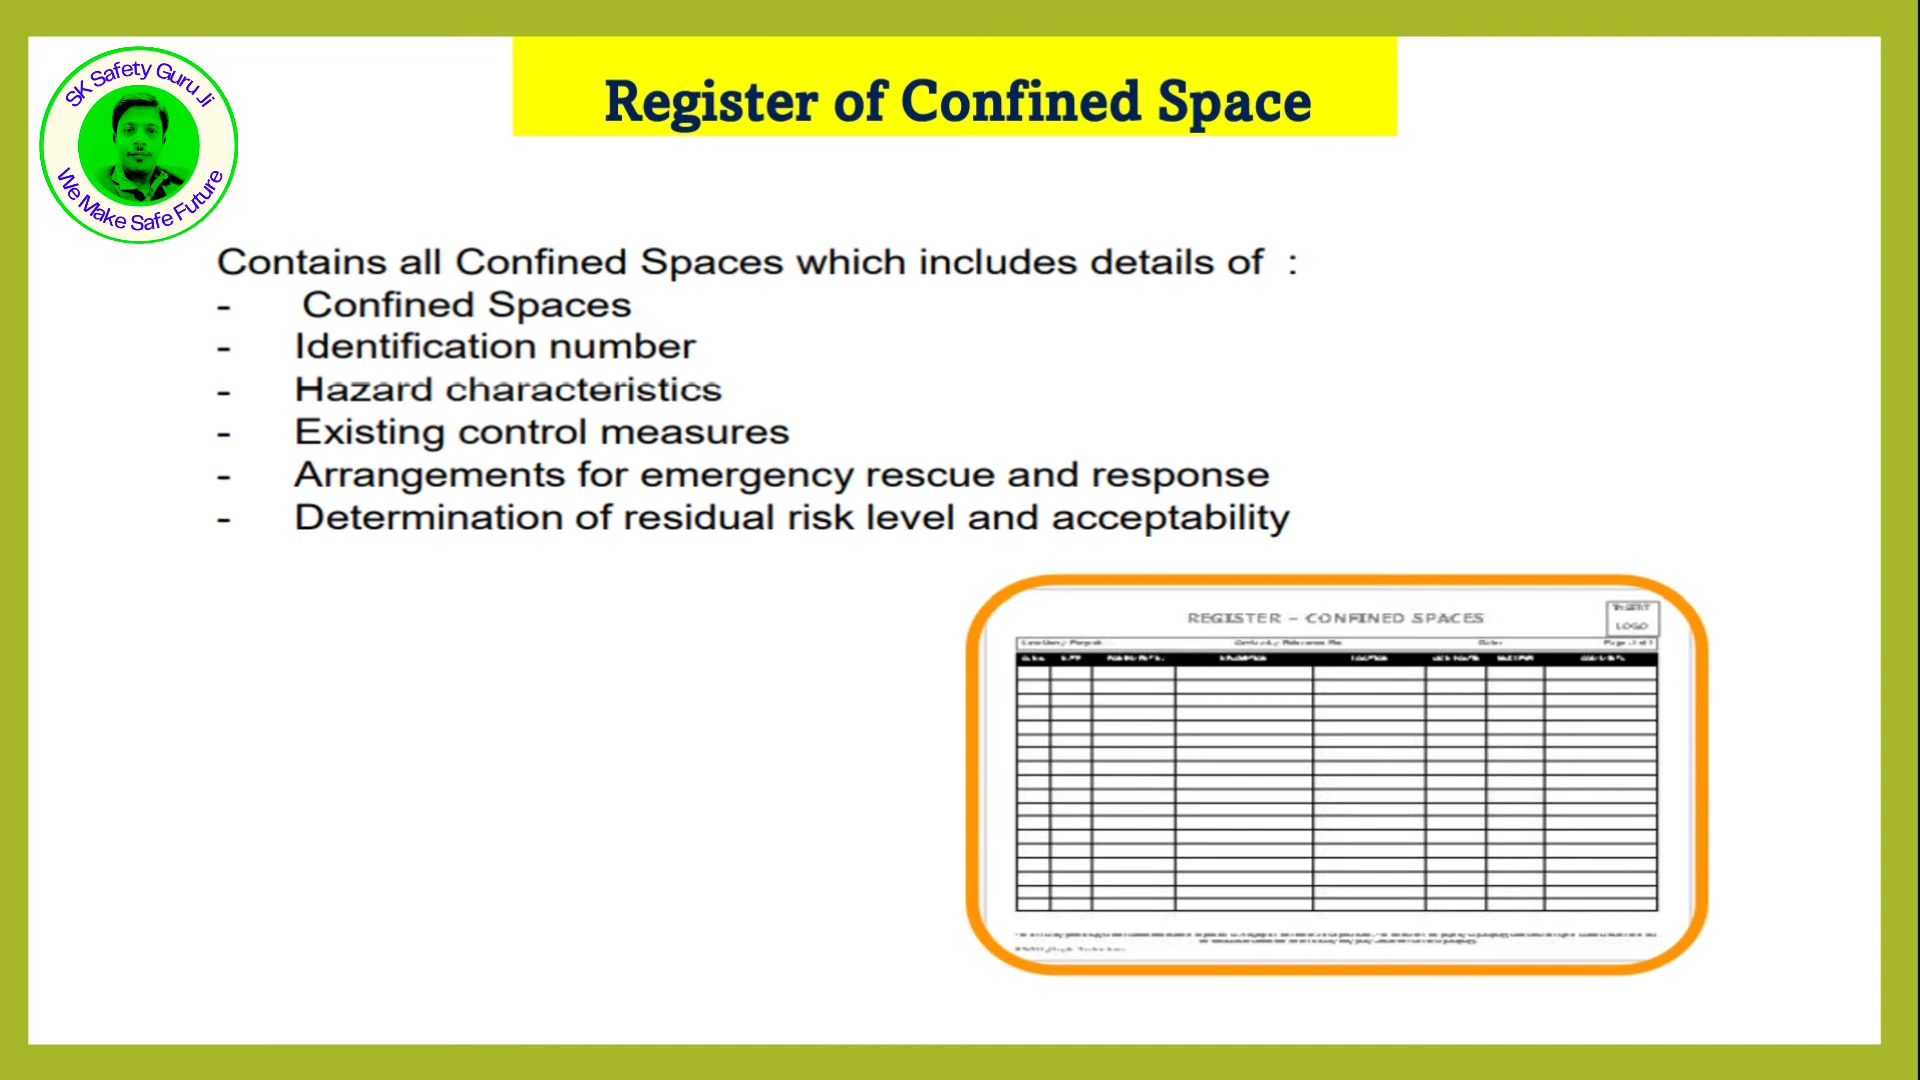 SK Safety Guru Ji
We Make Safe Future
Register of Confined Space
Contains all Confined Spaces which includes details of :
- Confined Spaces
- Identification number
- Hazard characteristics
- Existing control measures
- Arrangements for emergency rescue and response
- Determination of residual risk level and acceptability
REGISTER - CONFINED SPACES
INSERT
LOGO